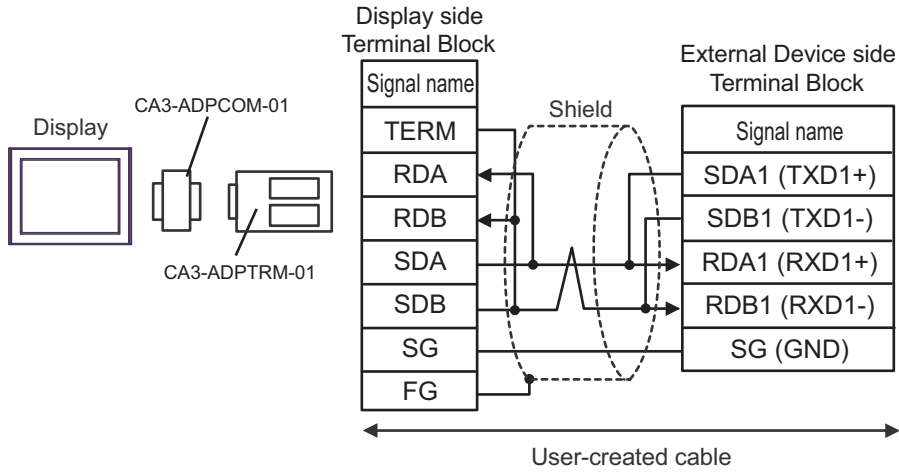 Display side
Terminal Block
External Device side
Terminal Block
CA3-ADPCOM-01
Display
CA3-ADPTRM-01
Signal name
TERM
RDA
RDB
SDA
SDB
SG
FG
Shield
Signal name
SDA1 (TXD1+)
SDB1 (TXD1-)
RDA1 (RXD1+)
RDB1 (RXD1-)
SG (GND)
User-created cable